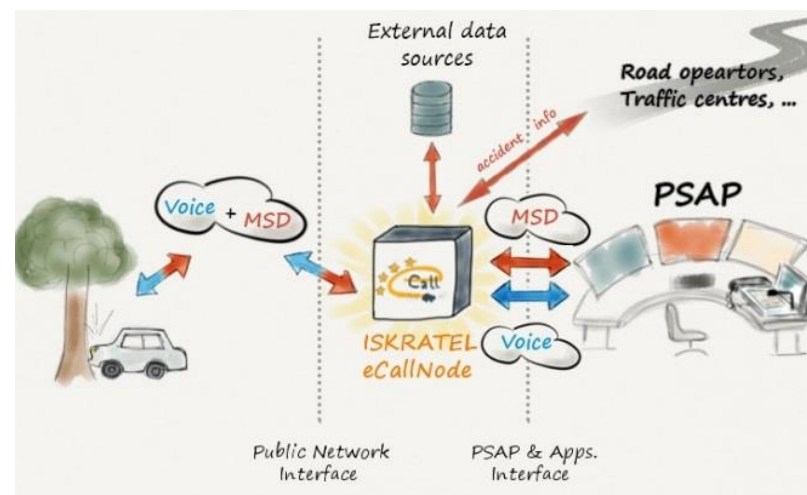 External data
sources
Road opeartors,
Traffic centres, ...
accident info
Voice + MSD
MSD
PSAP
Call
ISKRATEL
eCallNode
Voice
Public Network
Interface
PSAP & Apps.
Interface